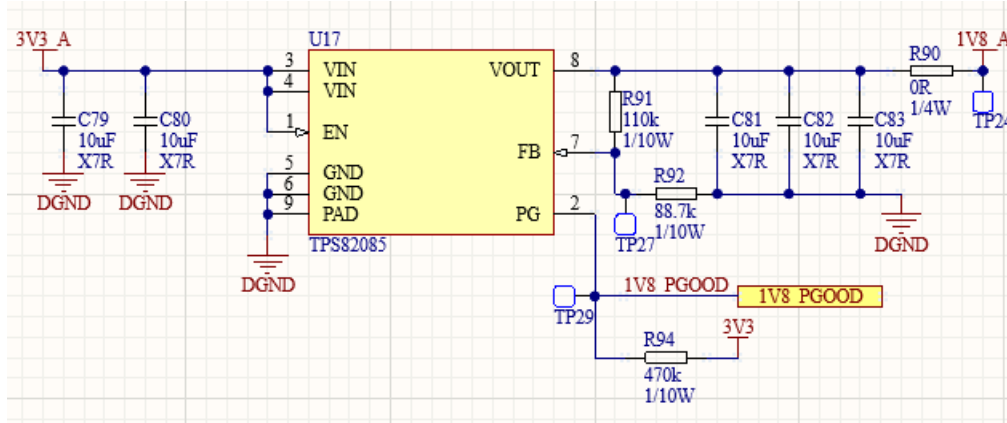 3V3_A
U17
1V8_A
R90
0R
1/4W
TP24
3
VIN
VOUT
8
4
VIN
R91
110k
1/10W
C79
10uF
X7R
C80
10uF
X7R
1
EN
C81
10uF
X7R
C82
10uF
X7R
C83
10uF
X7R
FB
7
5
GND
R92
88.7k
1/10W
6
GND
9
PAD
PG
2
DGND
DGND
TPS82085
TP27
DGND
DGND
1V8_PGOOD
1V8_PGOOD
TP29
3V3
R94
470k
1/10W